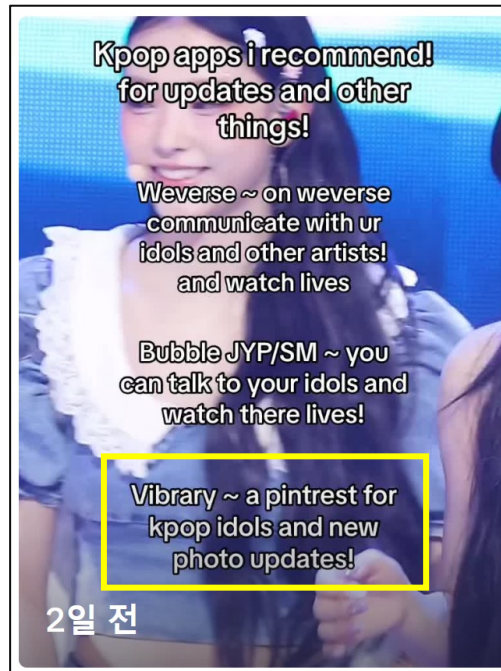 Kpop apps i recommend!
for updates and other
things!
Weverse ~ on weverse
communicate with ur
idols and other artists!
and watch lives
Bubble JYP/SM ~ you
can talk to your idols and
watch there lives!
Vibrary ~ a pintrest for
kpop idols and new
photo updates!
2일 전